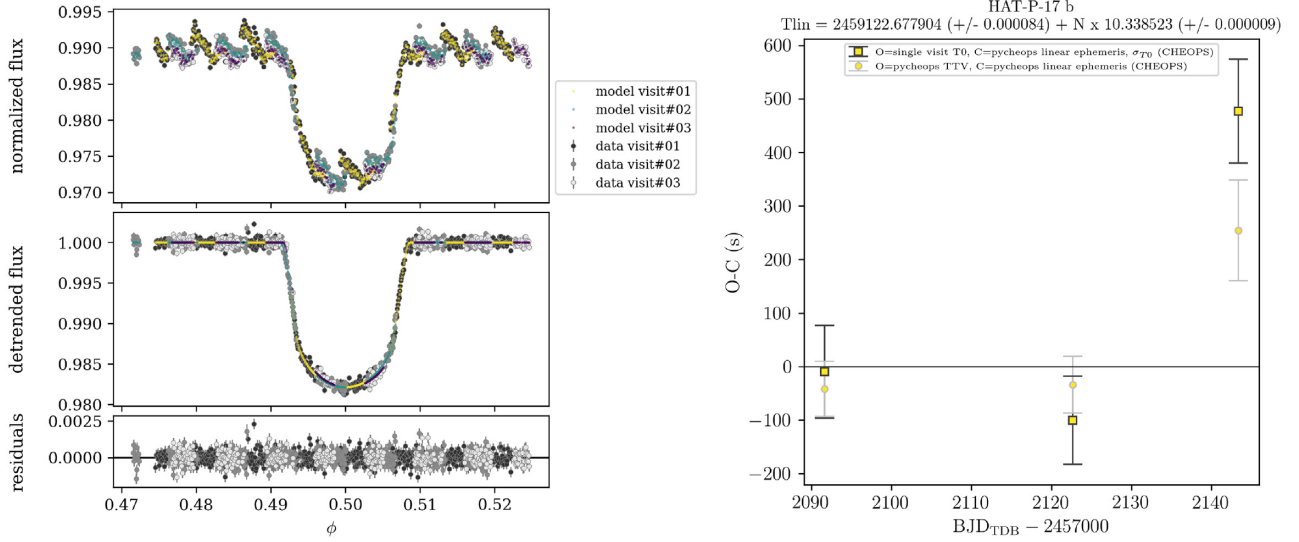 normalized flux
0.990
0.985
0.980
0.975
0.970
model visit#01
model visit#02
model visit#03
data visit#01
data visit#02
data visit#03
detrended flux
1.000
0.995
0.990
0.985
0.980
residuals
0.0025
0.0000
0.47 0.48 0.49 0.50 0.51 0.52
ϕ
HAT-P-17 b
Tlin = 2459122.677904 (+/- 0.000084) + N x 10.338523 (+/- 0.000009)
O=single visit T0, C=pycheops linear ephemeris, σT0 (CHEOPS)
O=pycheops TTV, C=pycheops linear ephemeris (CHEOPS)
O-C (s)
600
500
400
300
200
100
0
−100
−200
2090 2100 2110 2120 2130 2140
BJDTDB − 2457000